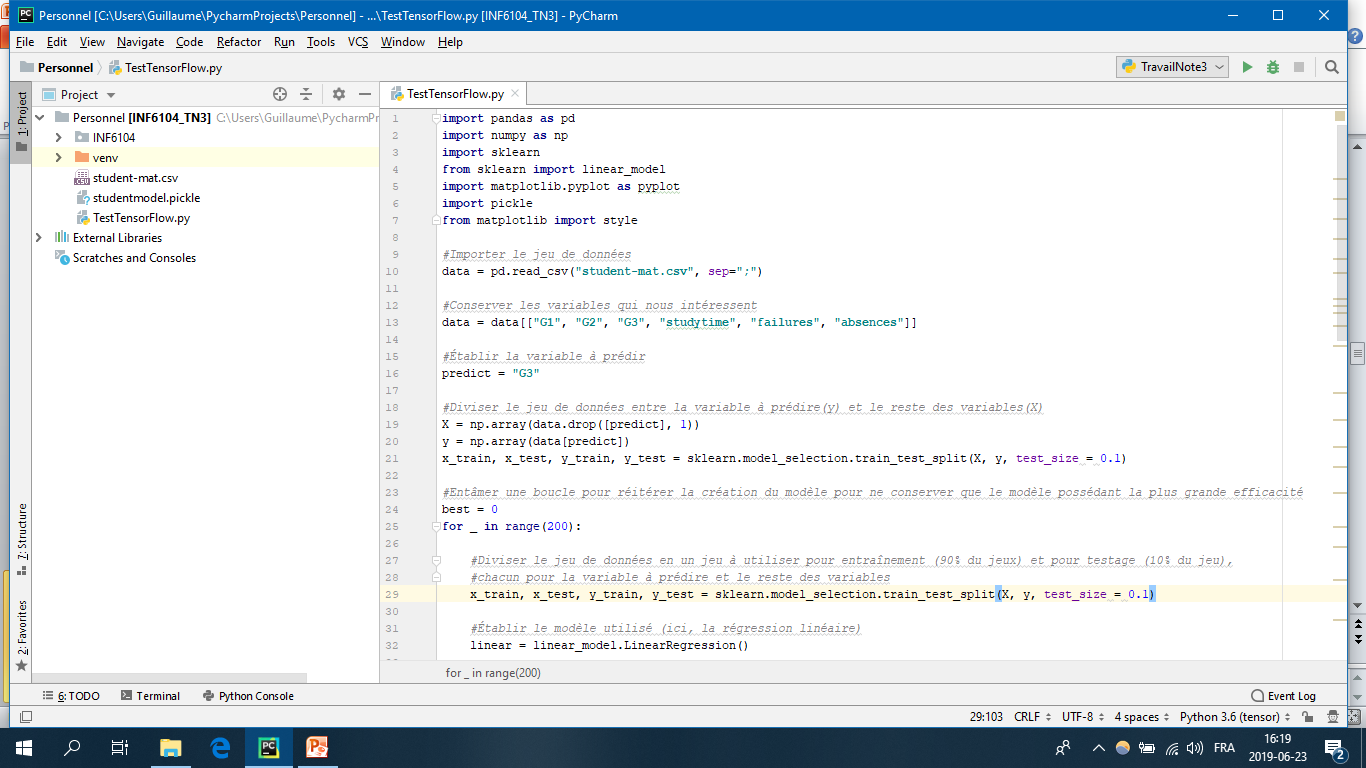 Personnel [C:\Users\Guillaume\PycharmProjects\Personnel] - ...\TestTensorFlow.py [INF6104_TN3] - PyCharm
File Edit View Navigate Code Refactor Run Tools VCS Window Help
Personnel TestTensorFlow.py TravailNote3
1: Project
Project
TestTensorFlow.py
Personnel [INF6104_TN3] C:\Users\Guillaume\PycharmPr
INF6104
venv
student-mat.csv
studentmodel.pickle
TestTensorFlow.py
External Libraries
Scratches and Consoles
7: Structure
2: Favorites
1 import pandas as pd
2 import numpy as np
3 import sklearn
4 from sklearn import linear_model
5 import matplotlib.pyplot as pyplot
6 import pickle
7 from matplotlib import style
8
9 #Importer le jeu de données
10 data = pd.read_csv("student-mat.csv", sep=";")
11
12 #Conserver les variables qui nous intéressent
13 data = data[["G1", "G2", "G3", "studytime", "failures", "absences"]]
14
15 #Établir la variable à prédir
16 predict = "G3"
17
18 #Diviser le jeu de données entre la variable à prédire(y) et le reste des variables(X)
19 X = np.array(data.drop([predict], 1))
20 y = np.array(data[predict])
21 x_train, x_test, y_train, y_test = sklearn.model_selection.train_test_split(X, y, test_size = 0.1)
22
23 #Entâmer une boucle pour réitérer la création du modèle pour ne conserver que le modèle possédant la plus grande efficacité
24 best = 0
25 for _ in range(200):
26
27 #Diviser le jeu de données en un jeu à utiliser pour entraînement (90% du jeux) et pour testage (10% du jeu),
28 #chacun pour la variable à prédire et le reste des variables
29 x_train, x_test, y_train, y_test = sklearn.model_selection.train_test_split(X, y, test_size = 0.1)
30
31 #Établir le modèle utilisé (ici, la régression linéaire)
32 linear = linear_model.LinearRegression()
for _ in range(200)
6: TODO Terminal Python Console Event Log
29:103 CRLF UTF-8 4 spaces Python 3.6 (tensor)
FRA 16:19
2019-06-23 2